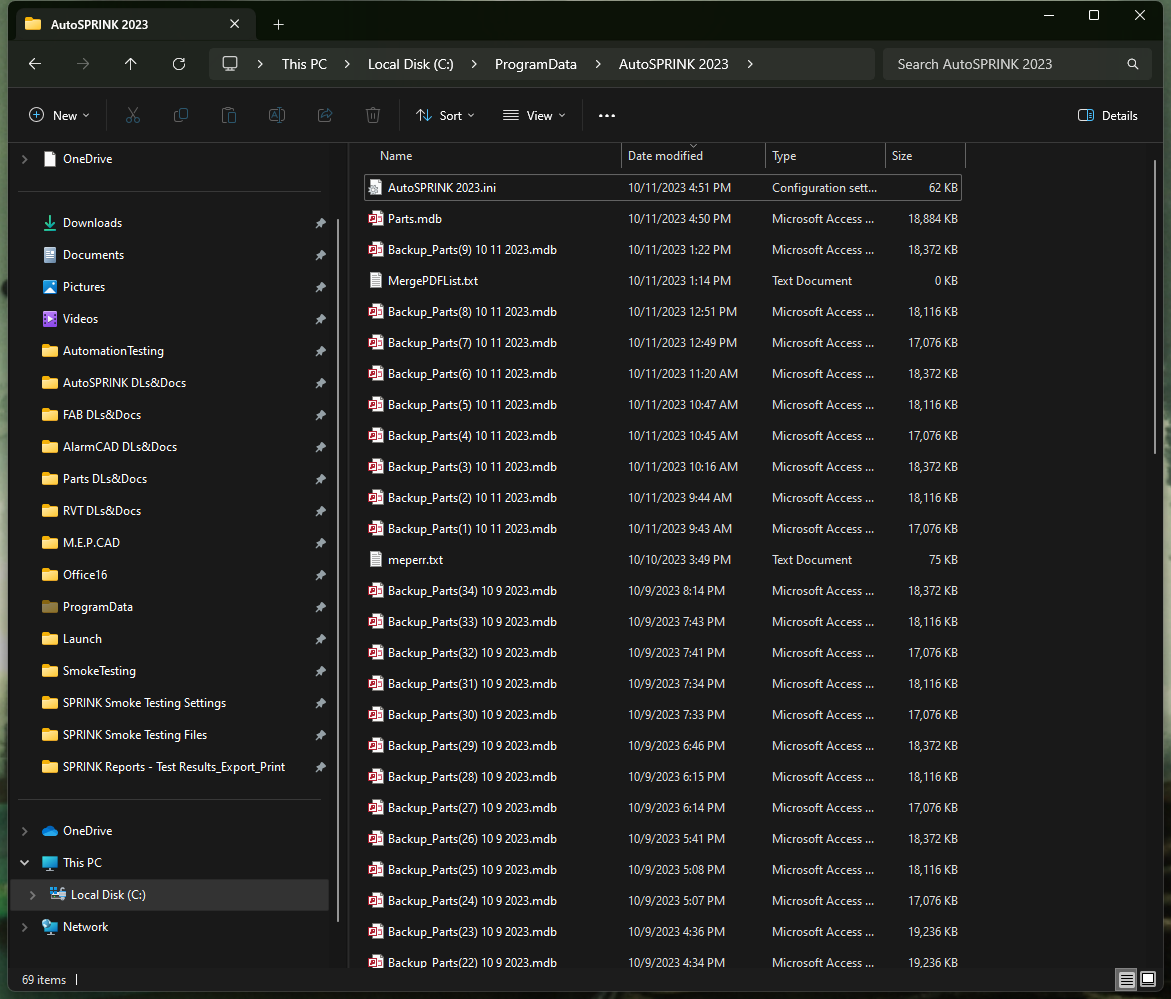 AutoSPRINK 2023
This PC > Local Disk (C:) > ProgramData > AutoSPRINK 2023 >
Search AutoSPRINK 2023
New
Sort
View
Details
OneDrive
Downloads
Documents
Pictures
Videos
AutomationTesting
AutoSPRINK DLs&Docs
FAB DLs&Docs
AlarmCAD DLs&Docs
Parts DLs&Docs
RVT DLs&Docs
M.E.P.CAD
Office16
ProgramData
Launch
SmokeTesting
SPRINK Smoke Testing Settings
SPRINK Smoke Testing Files
SPRINK Reports - Test Results_Export_Print
OneDrive
This PC
Local Disk (C:)
Network
Name Date modified Type Size
AutoSPRINK 2023.ini 10/11/2023 4:51 PM Configuration sett... 62 KB
Parts.mdb 10/11/2023 4:50 PM Microsoft Access ... 18,884 KB
Backup_Parts(9) 10 11 2023.mdb 10/11/2023 1:22 PM Microsoft Access ... 18,372 KB
MergePDFList.txt 10/11/2023 1:14 PM Text Document 0 KB
Backup_Parts(8) 10 11 2023.mdb 10/11/2023 12:51 PM Microsoft Access ... 18,116 KB
Backup_Parts(7) 10 11 2023.mdb 10/11/2023 12:49 PM Microsoft Access ... 17,076 KB
Backup_Parts(6) 10 11 2023.mdb 10/11/2023 11:20 AM Microsoft Access ... 18,372 KB
Backup_Parts(5) 10 11 2023.mdb 10/11/2023 10:47 AM Microsoft Access ... 18,116 KB
Backup_Parts(4) 10 11 2023.mdb 10/11/2023 10:45 AM Microsoft Access ... 17,076 KB
Backup_Parts(3) 10 11 2023.mdb 10/11/2023 10:16 AM Microsoft Access ... 18,372 KB
Backup_Parts(2) 10 11 2023.mdb 10/11/2023 9:44 AM Microsoft Access ... 18,116 KB
Backup_Parts(1) 10 11 2023.mdb 10/11/2023 9:43 AM Microsoft Access ... 17,076 KB
meperr.txt 10/10/2023 3:49 PM Text Document 75 KB
Backup_Parts(34) 10 9 2023.mdb 10/9/2023 8:14 PM Microsoft Access ... 18,372 KB
Backup_Parts(33) 10 9 2023.mdb 10/9/2023 7:43 PM Microsoft Access ... 18,116 KB
Backup_Parts(32) 10 9 2023.mdb 10/9/2023 7:41 PM Microsoft Access ... 17,076 KB
Backup_Parts(31) 10 9 2023.mdb 10/9/2023 7:34 PM Microsoft Access ... 18,116 KB
Backup_Parts(30) 10 9 2023.mdb 10/9/2023 7:33 PM Microsoft Access ... 17,076 KB
Backup_Parts(29) 10 9 2023.mdb 10/9/2023 6:46 PM Microsoft Access ... 18,372 KB
Backup_Parts(28) 10 9 2023.mdb 10/9/2023 6:15 PM Microsoft Access ... 18,116 KB
Backup_Parts(27) 10 9 2023.mdb 10/9/2023 6:14 PM Microsoft Access ... 17,076 KB
Backup_Parts(26) 10 9 2023.mdb 10/9/2023 5:41 PM Microsoft Access ... 18,372 KB
Backup_Parts(25) 10 9 2023.mdb 10/9/2023 5:08 PM Microsoft Access ... 18,116 KB
Backup_Parts(24) 10 9 2023.mdb 10/9/2023 5:07 PM Microsoft Access ... 17,076 KB
Backup_Parts(23) 10 9 2023.mdb 10/9/2023 4:36 PM Microsoft Access ... 19,236 KB
Backup_Parts(22) 10 9 2023.mdb 10/9/2023 4:34 PM Microsoft Access ... 19,236 KB
69 items